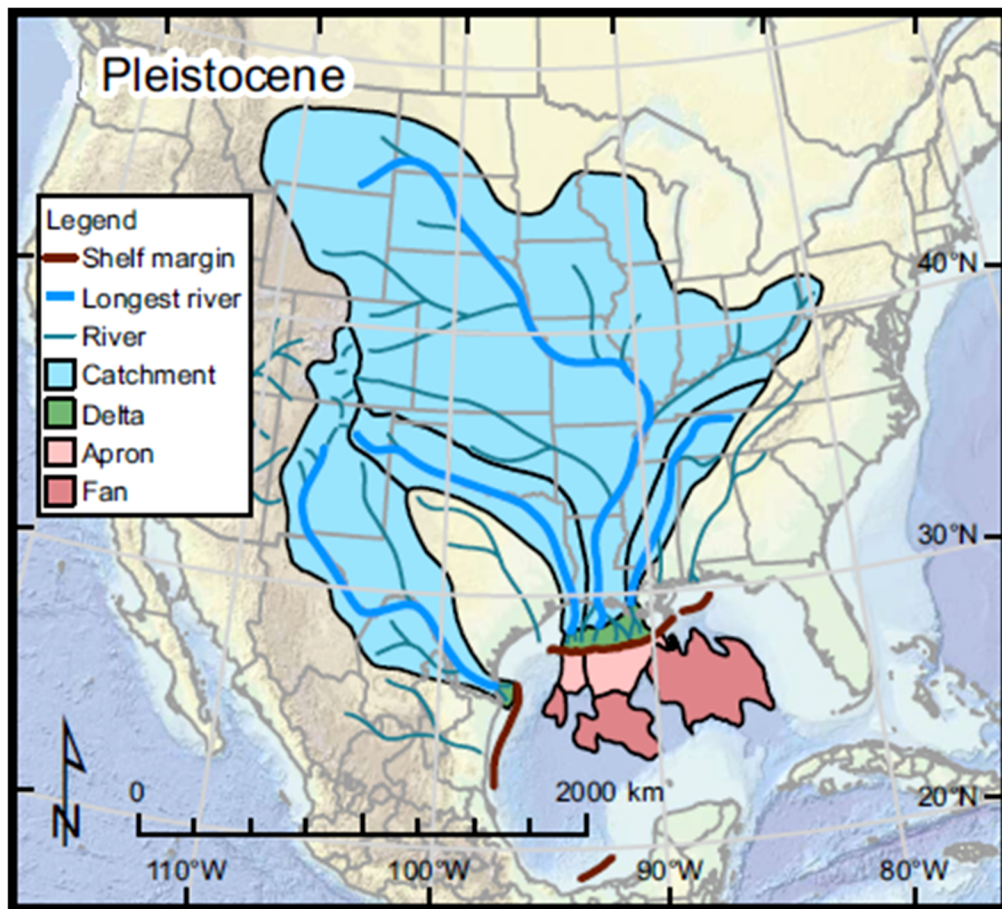 Pleistocene
Legend
Shelf margin
Longest river
River
Catchment
Delta
Apron
Fan
40°N
30°N
20°N
N
0
2000 km
110°W
100°W
90°W
80°W